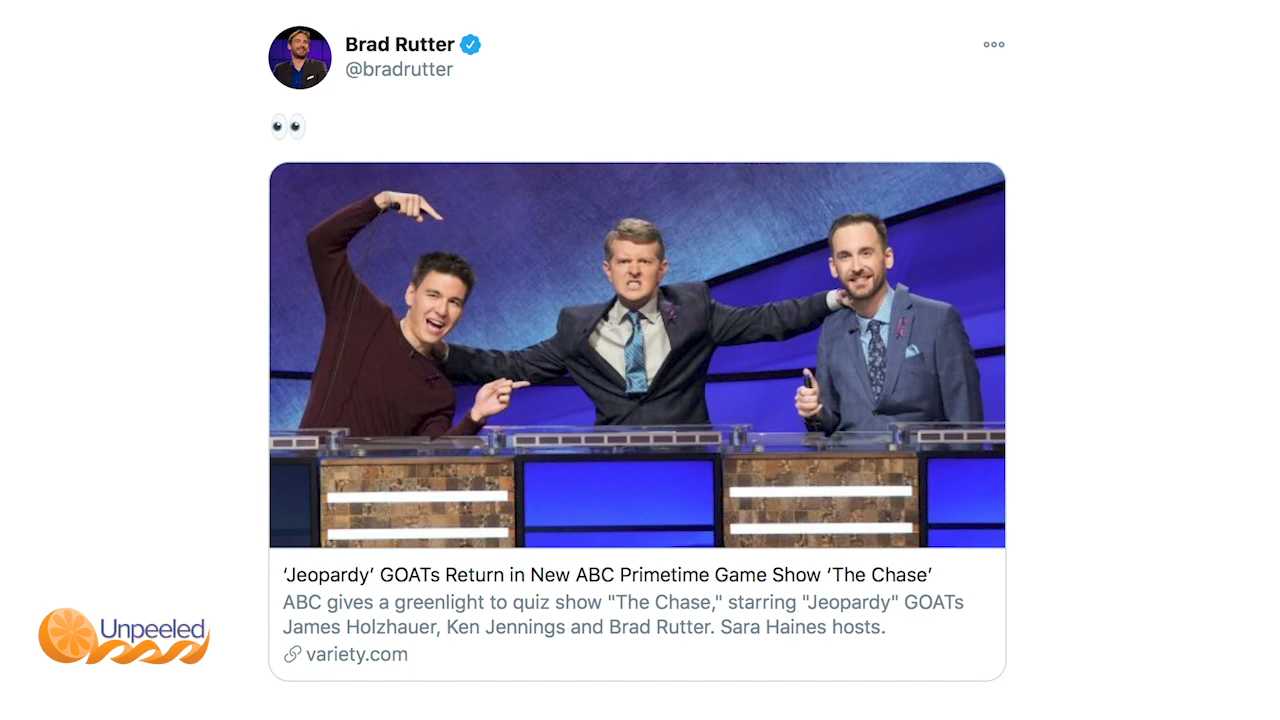 Brad Rutter
@bradrutter
👀
‘Jeopardy’ GOATs Return in New ABC Primetime Game Show ‘The Chase’
ABC gives a greenlight to quiz show "The Chase," starring "Jeopardy" GOATs
James Holzhauer, Ken Jennings and Brad Rutter. Sara Haines hosts.
variety.com
Unpeeled